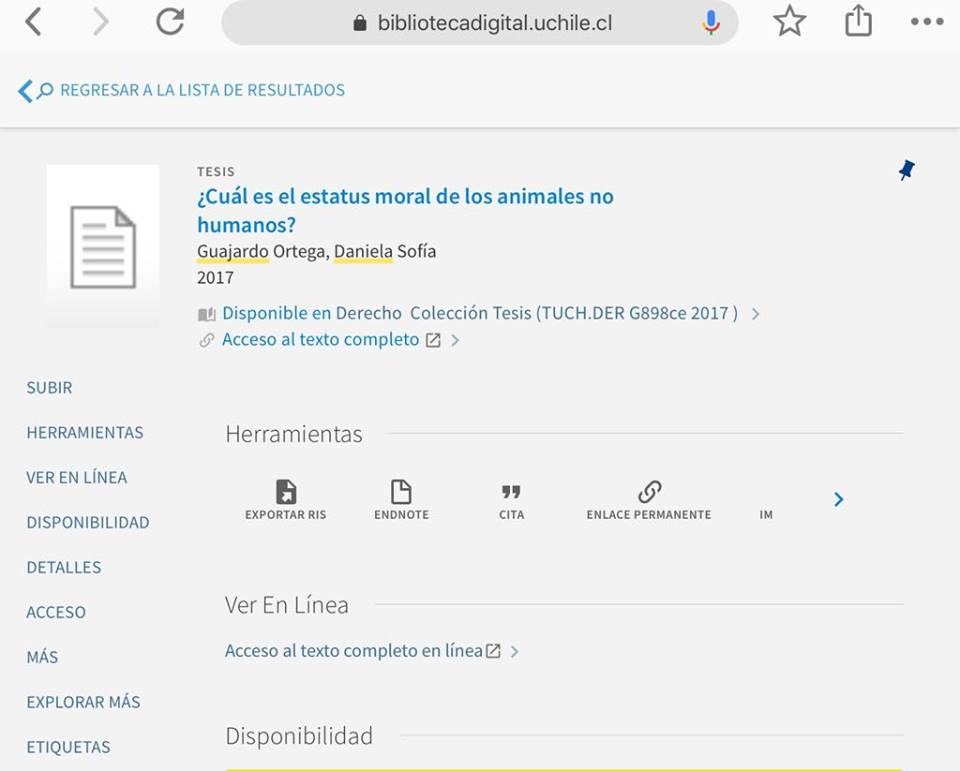 bibliotecadigital.uchile.cl
REGRESAR A LA LISTA DE RESULTADOS
TESIS
¿Cuál es el estatus moral de los animales no
humanos?
Guajardo Ortega, Daniela Sofía
2017
Disponible en Derecho Colección Tesis (TUCH.DER G898ce 2017 )
Acceso al texto completo
SUBIR
HERRAMIENTAS
VER EN LÍNEA
DISPONIBILIDAD
DETALLES
ACCESO
MÁS
EXPLORAR MÁS
ETIQUETAS
Herramientas
EXPORTAR RIS
ENDNOTE
CITA
ENLACE PERMANENTE
IM
Ver En Línea
Acceso al texto completo en línea
Disponibilidad